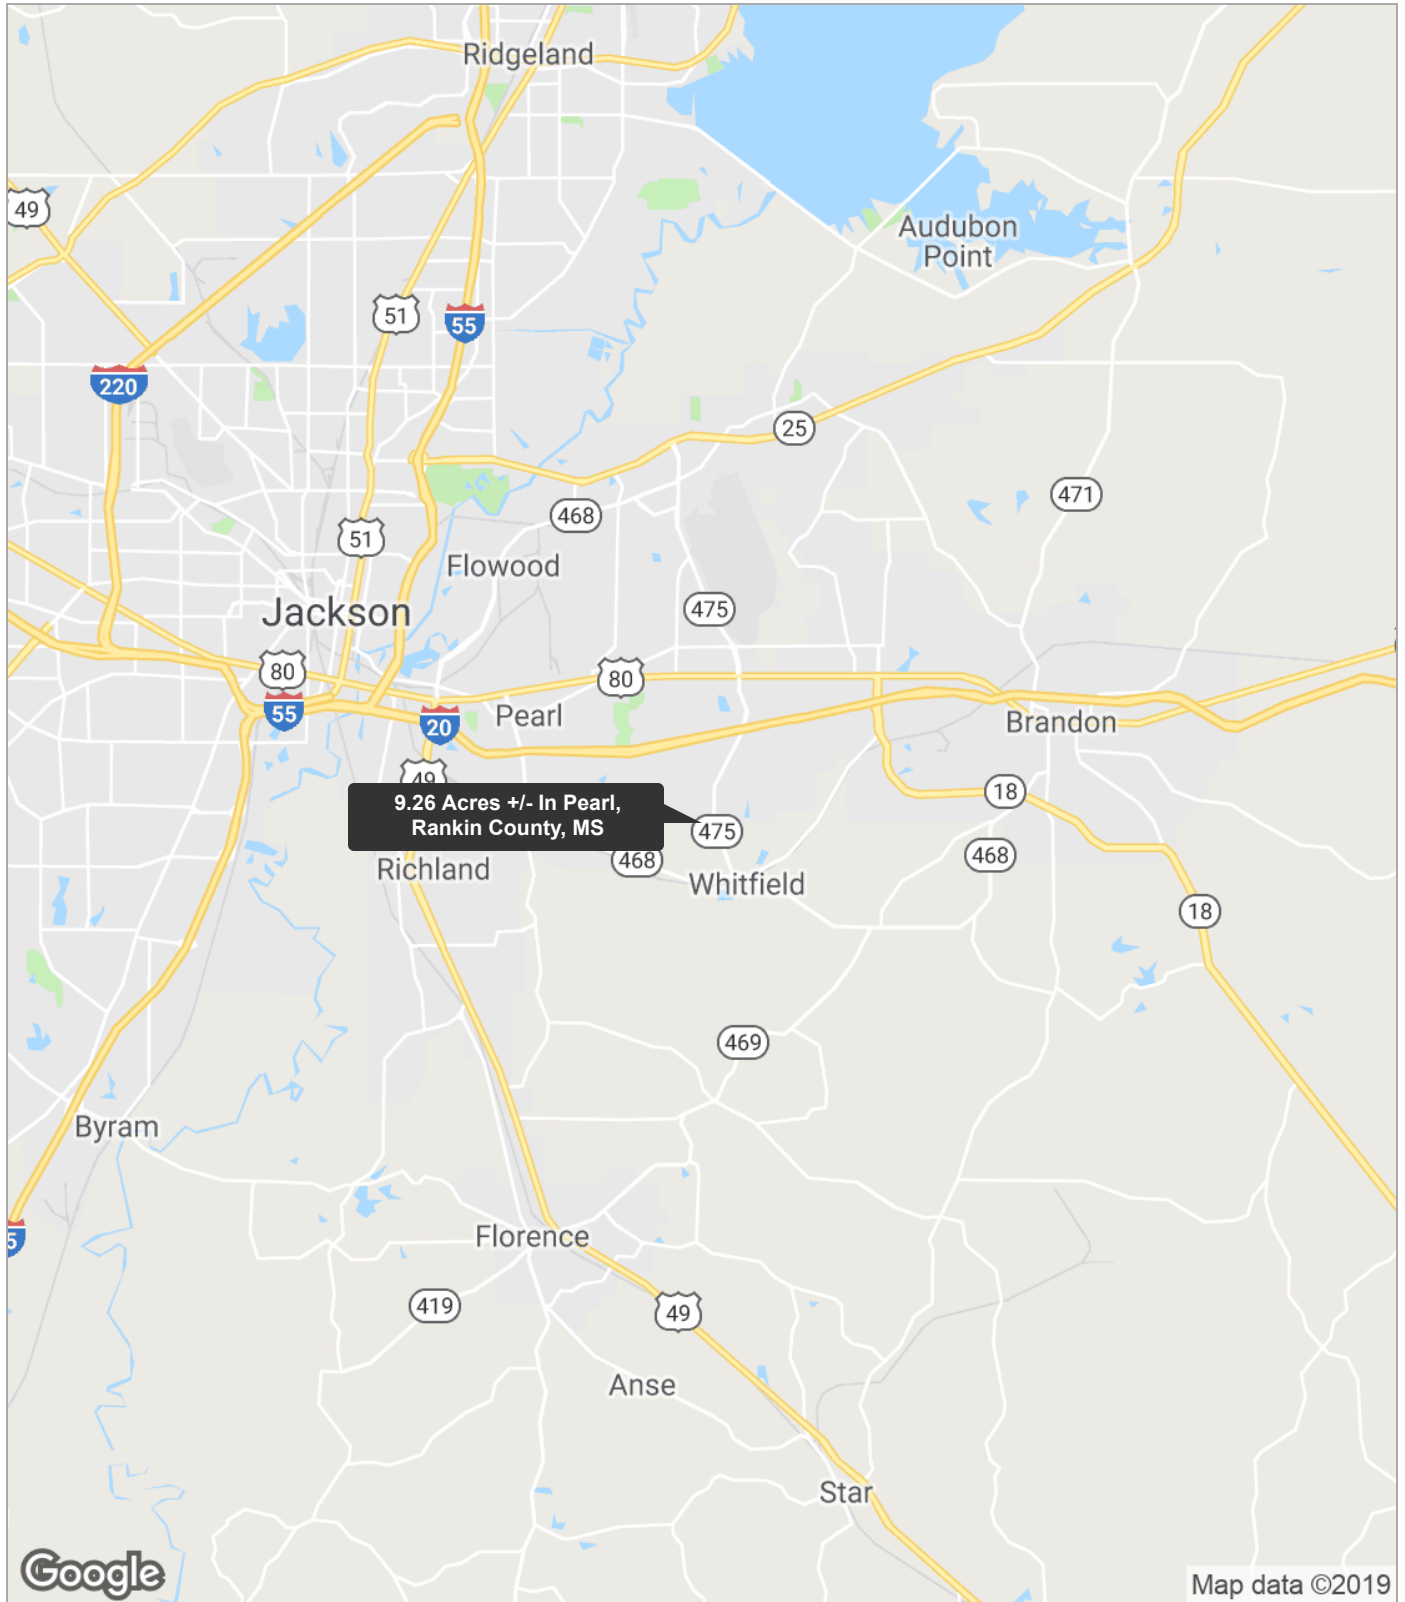 Ridgeland
49
Audubon
Point
51
55
220
25
471
468
51
Flowood
475
Jackson
80
80
55
20
Pearl
Brandon
49
9.26 Acres +/- In Pearl,
Rankin County, MS
18
475
468
468
Richland
Whitfield
18
469
Byram
Florence
5
419
49
Anse
Star
Google
Map data ©2019